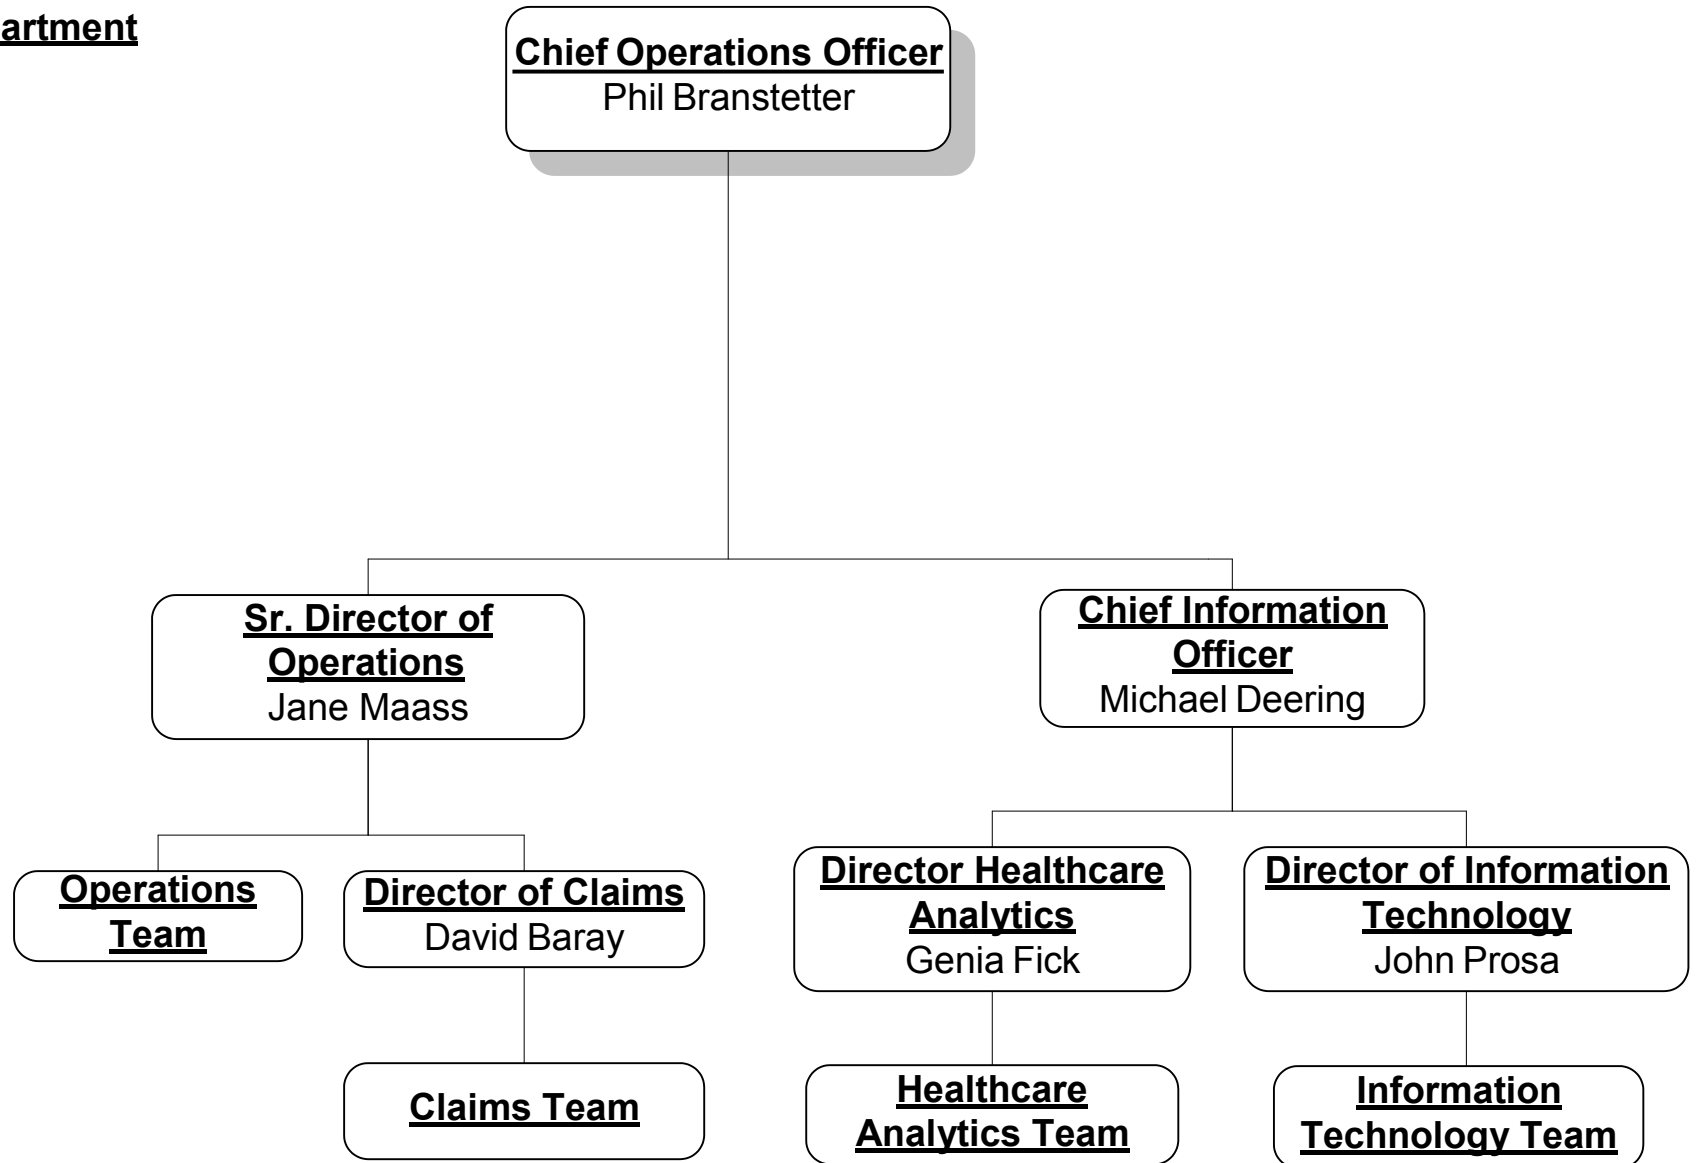 artment
Chief Operations Officer
Phil Branstetter
Sr. Director of
Operations
Jane Maass
Chief Information
Officer
Michael Deering
Operations
Team
Director of Claims
David Baray
Director Healthcare
Analytics
Genia Fick
Director of Information
Technology
John Prosa
Claims Team
Healthcare
Analytics Team
Information
Technology Team